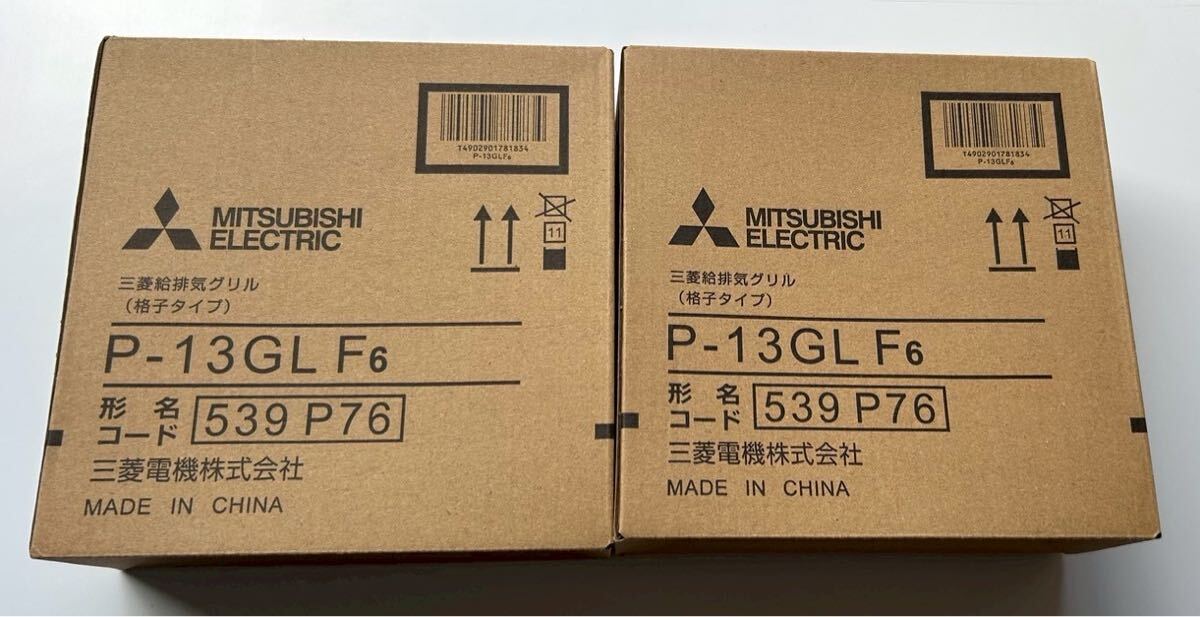 T4902901781834
P-13GLF6
MITSUBISHI
ELECTRIC
11
三菱給排気グリル
(格子タイプ)
P-13GL F6
形名
コード 539 P76
三菱電機株式会社
MADE IN CHINA
T4902901781834
P-13GLF6
MITSUBISHI
ELECTRIC
11
三菱給排気グリル
(格子タイプ)
P-13GL F6
形名
コード 539 P76
三菱電機株式会社
MADE IN CHINA